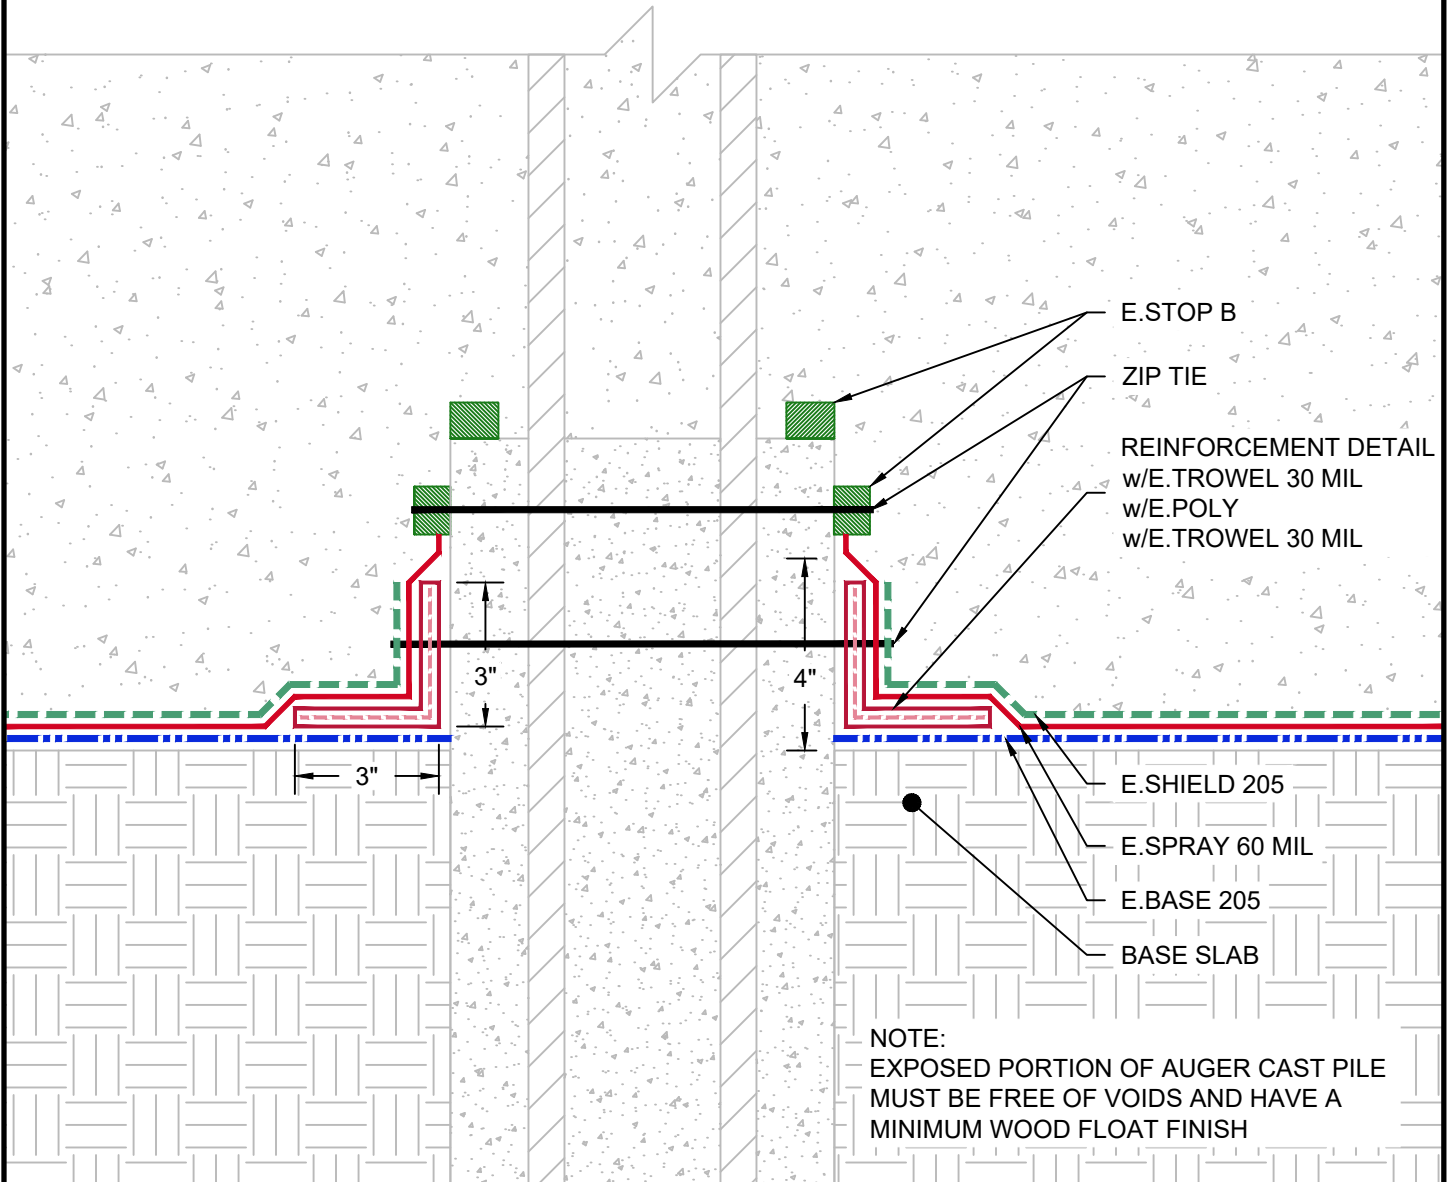 E.STOP B
ZIP TIE
REINFORCEMENT DETAIL
w/E.TROWEL 30 MIL
w/E.POLY
w/E.TROWEL 30 MIL
3"
4"
3"
E.SHIELD 205
E.SPRAY 60 MIL
E.BASE 205
BASE SLAB
NOTE:
EXPOSED PORTION OF AUGER CAST PILE
MUST BE FREE OF VOIDS AND HAVE A
MINIMUM WOOD FLOAT FINISH